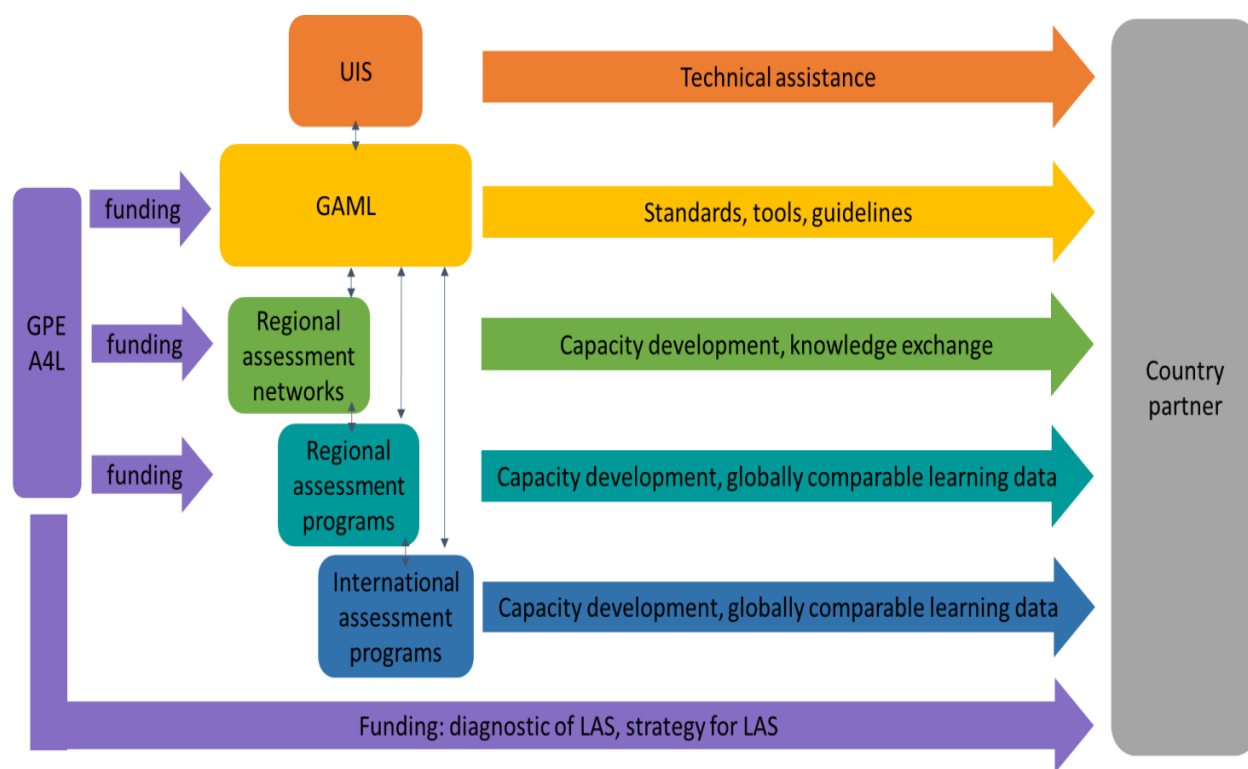 UIS
Technical assistance
funding
GAML
Standards, tools, guidelines
GPE
A4L
funding
Regional
assessment
networks
Capacity development, knowledge exchange
Country
partner
funding
Regional
assessment
programs
Capacity development, globally comparable learning data
International
assessment
programs
Capacity development, globally comparable learning data
Funding: diagnostic of LAS, strategy for LAS